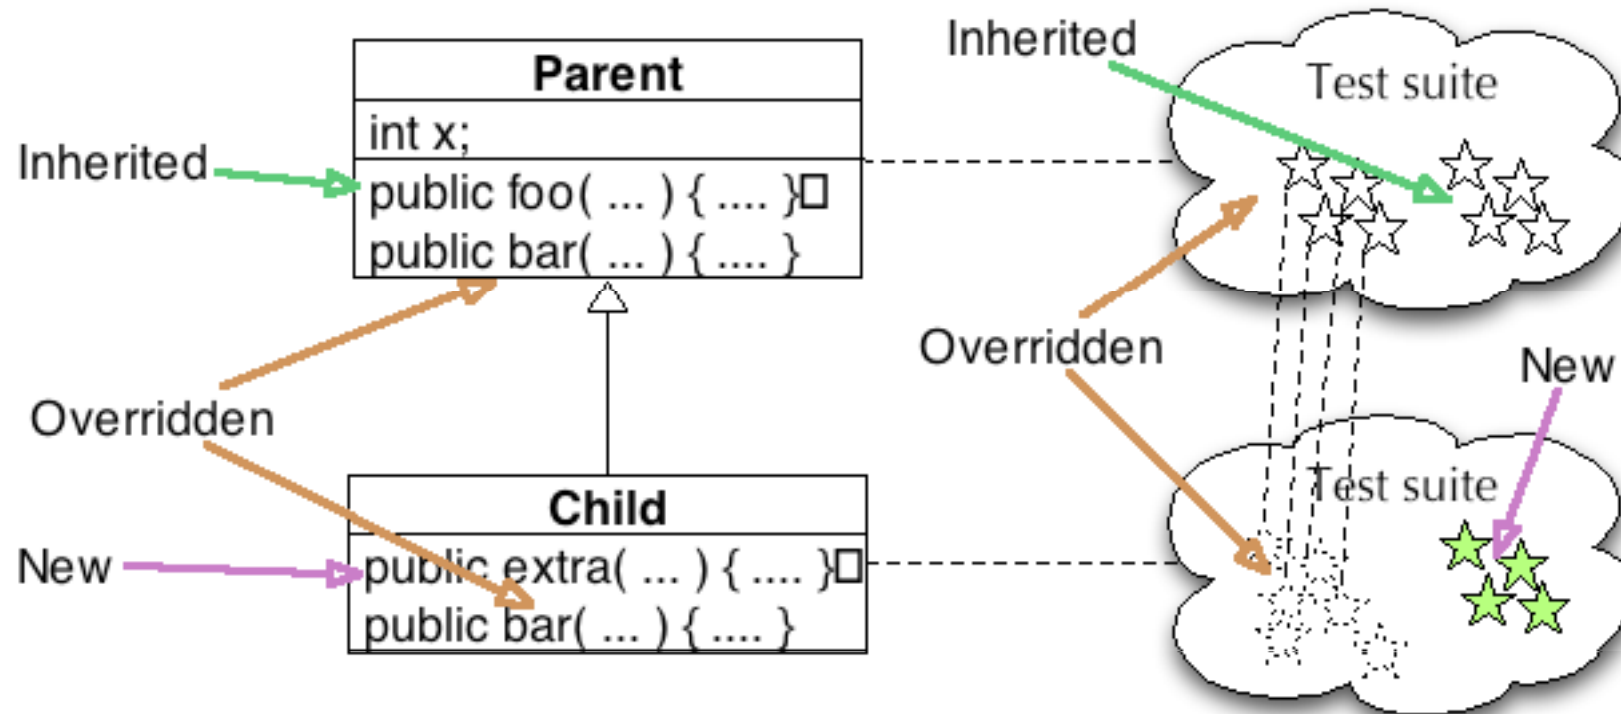 Inherited
Test suite
Parent
int x;
Inherited
public foo( ... ) { .... }
public bar( ... ) { .... }
Overridden
New
Overridden
Test suite
Child
New
public extra( ... ) { .... }
public bar( ... ) { .... }